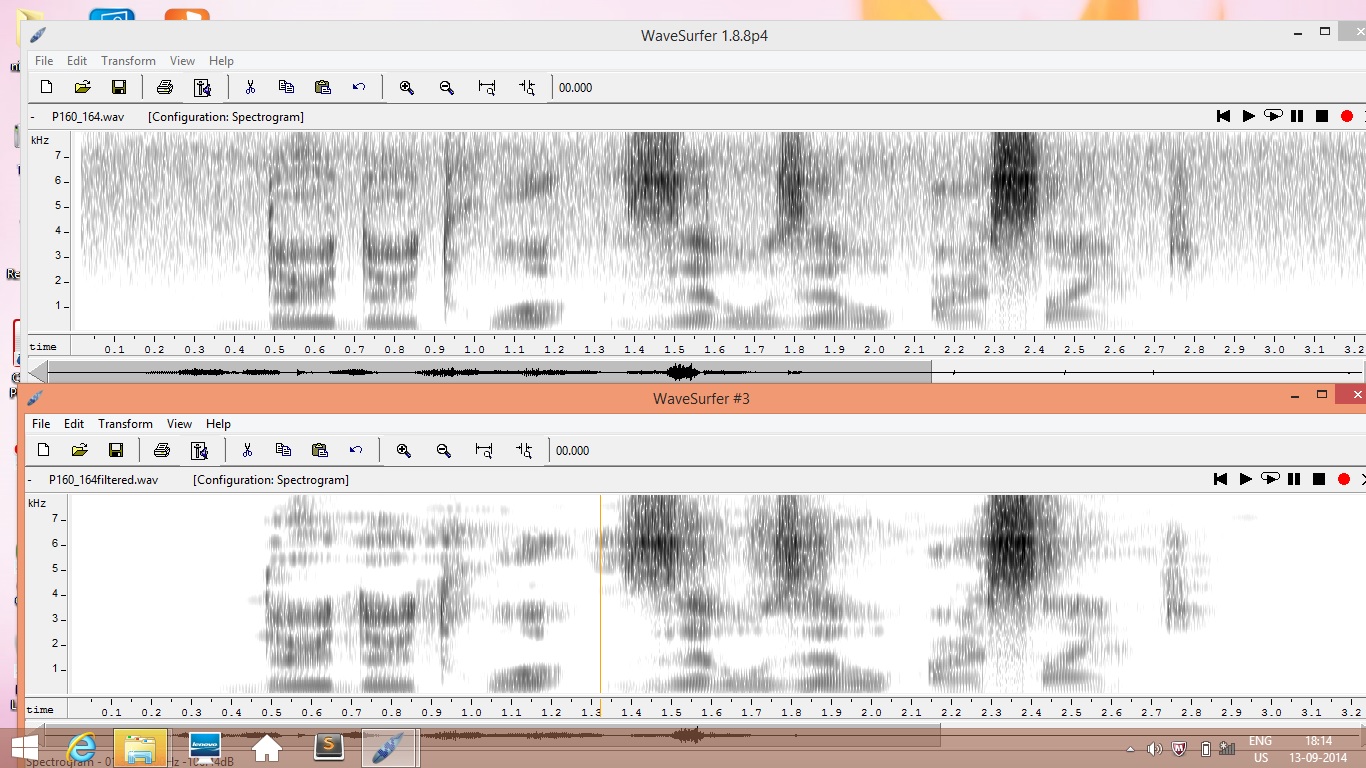 WaveSurfer 1.8.8p4
File Edit Transform View Help
00.000
- P160_164.wav [Configuration: Spectrogram]
kHz
7
6
5
4
3
2
1
time 0.1 0.2 0.3 0.4 0.5 0.6 0.7 0.8 0.9 1.0 1.1 1.2 1.3 1.4 1.5 1.6 1.7 1.8 1.9 2.0 2.1 2.2 2.3 2.4 2.5 2.6 2.7 2.8 2.9 3.0 3.1 3.2
WaveSurfer #3
File Edit Transform View Help
00.000
- P160_164filtered.wav [Configuration: Spectrogram]
kHz
7
6
5
4
3
2
1
time 0.1 0.2 0.3 0.4 0.5 0.6 0.7 0.8 0.9 1.0 1.1 1.2 1.3 1.4 1.5 1.6 1.7 1.8 1.9 2.0 2.1 2.2 2.3 2.4 2.5 2.6 2.7 2.8 2.9 3.0 3.1 3.2
lenovo
S
ENG 18:14
US 13-09-2014
Spectrogram